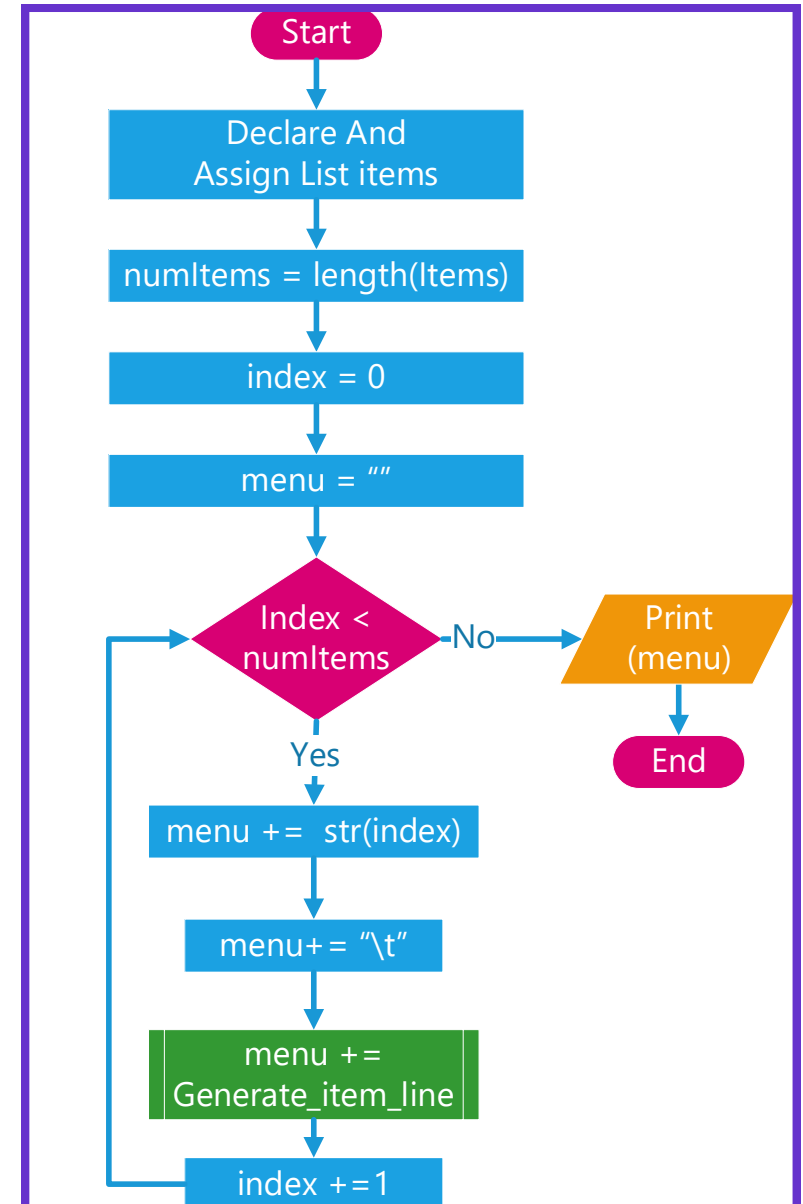 Start
Declare And
Assign List items
numItems = length(Items)
index = 0
menu = “”
Index <
numItems
No
Print
(menu)
End
Yes
menu += str(index)
menu+= “\t”
menu +=
Generate_item_line
index +=1